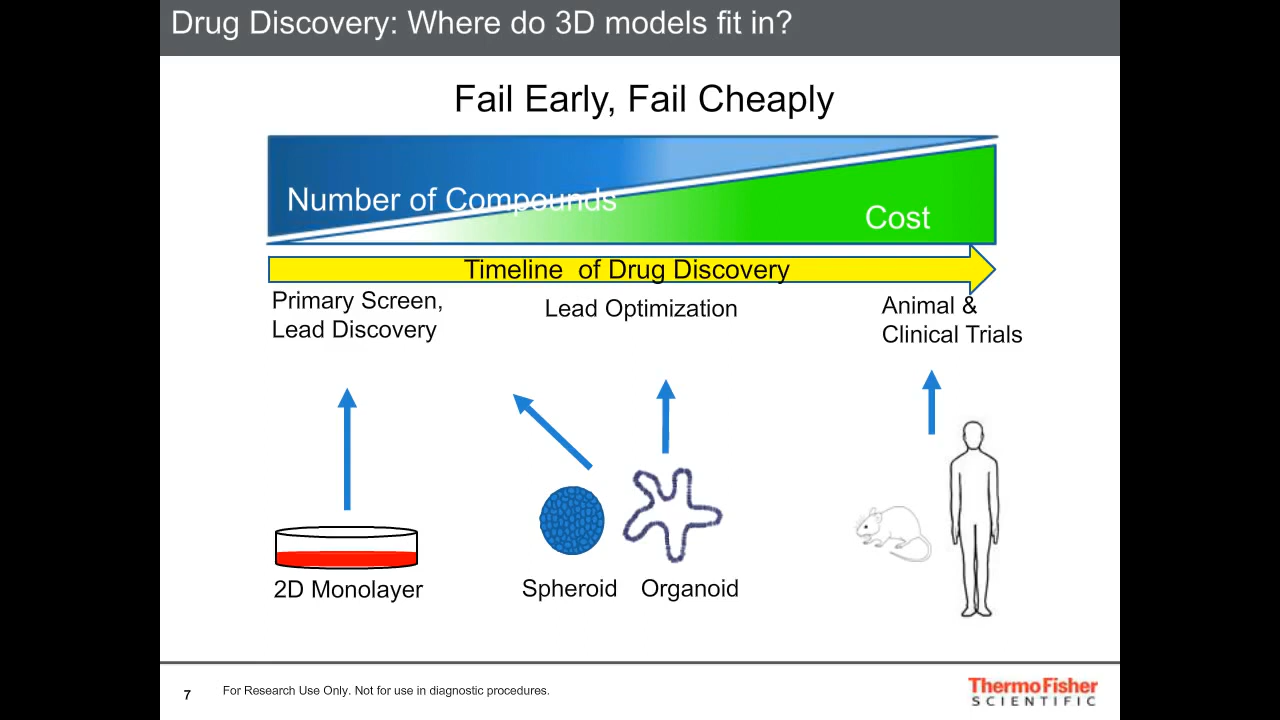 Drug Discovery: Where do 3D models fit in?
Fail Early, Fail Cheaply
Number of Compounds
Cost
Timeline of Drug Discovery
Primary Screen,
Lead Discovery
Lead Optimization
Animal &
Clinical Trials
2D Monolayer
Spheroid
Organoid
7
For Research Use Only. Not for use in diagnostic procedures.
ThermoFisher
SCIENTIFIC